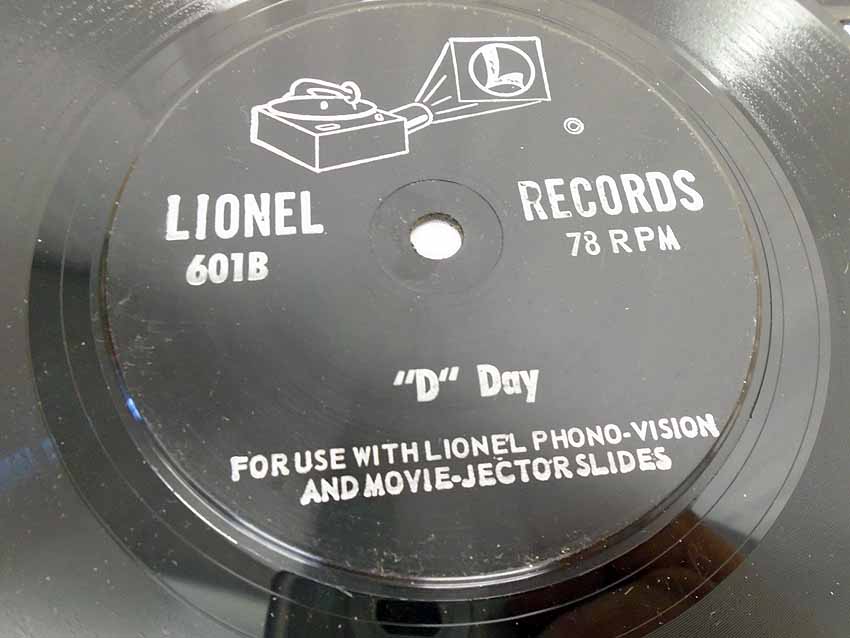 L
LIONEL RECORDS
601B 78 RPM
"D" Day
FOR USE WITH LIONEL PHONO-VISION
AND MOVIE-JECTOR SLIDES